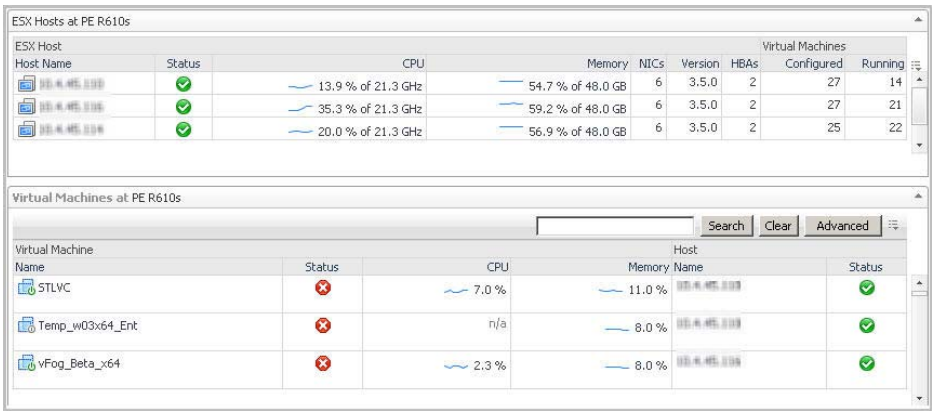 ESX Hosts at PE R610s
ESX Host Virtual Machines
Host Name Status CPU Memory NICs Version HBAs Configured Running
13.9 % of 21.3 GHz 54.7 % of 48.0 GB 6 3.5.0 2 27 14
35.3 % of 21.3 GHz 59.2 % of 48.0 GB 6 3.5.0 2 27 21
20.0 % of 21.3 GHz 56.9 % of 48.0 GB 6 3.5.0 2 25 22
Virtual Machines at PE R610s
Search Clear Advanced
Virtual Machine Host
Name Status CPU Memory Name Status
STLVC 7.0 % 11.0 %
Temp_w03x64_Ent n/a 8.0 %
vFog_Beta_x64 2.3 % 8.0 %